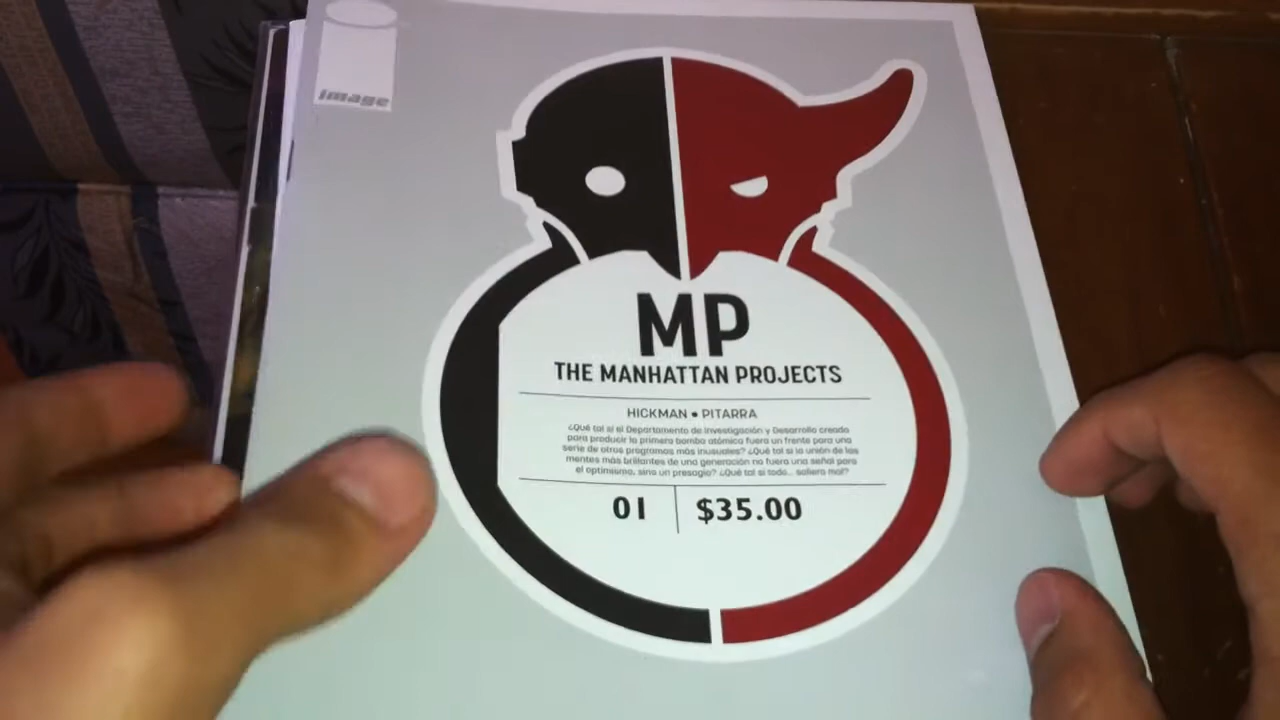 image
MP
THE MANHATTAN PROJECTS
HICKMAN • PITARRA
¿Qué tal si el Departamento de Investigación y Desarrollo creado
para producir la primera bomba atómica fuera un frente para una
serie de otros programas más inusuales? ¿Qué tal si la unión de las
mentes más brillantes de una generación no fuera una señal para
el optimismo, sino un presagio? ¿Qué tal si todo... saliera mal?
01
$35.00